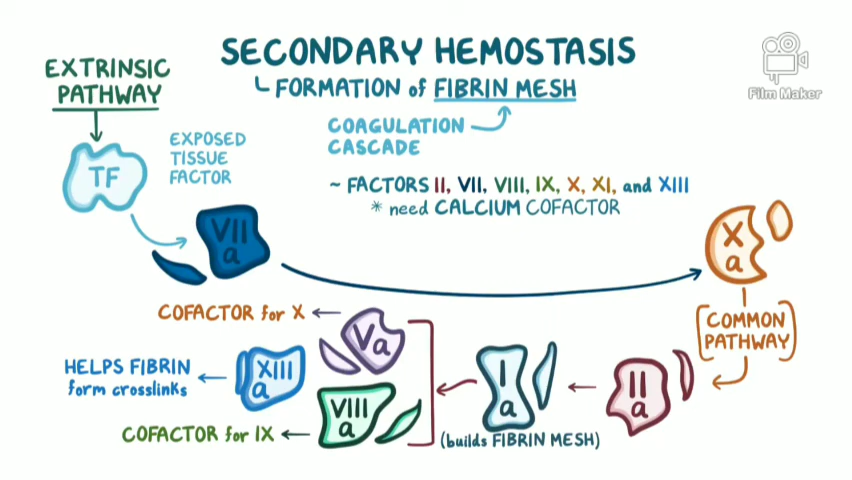 SECONDARY HEMOSTASIS
FORMATION of FIBRIN MESH
EXTRINSIC
PATHWAY
Film Maker
COAGULATION
CASCADE
EXPOSED
TISSUE
FACTOR
TF
~ FACTORS II, VII, VIII, IX, X, XI, and XIII
* need CALCIUM COFACTOR
VII
a
X
a
COFACTOR for X
Va
[COMMON
PATHWAY]
HELPS FIBRIN
form crosslinks
XIII
a
I
a
II
a
VIII
a
COFACTOR for IX
(builds FIBRIN MESH)